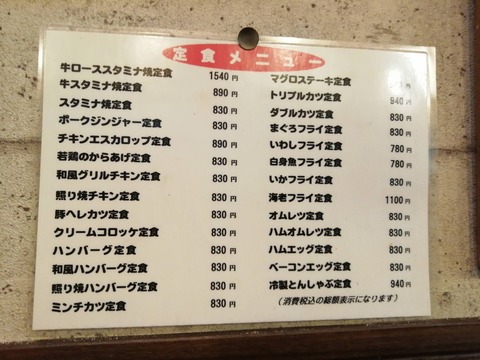 定食メニュー
牛ローススタミナ焼定食 1540円
牛スタミナ焼定食 890円
スタミナ焼定食 830円
ポークジンジャー定食 830円
チキンエスカロップ定食 890円
若鶏のからあげ定食 830円
和風グリルチキン定食 830円
照り焼チキン定食 830円
豚ヘレカツ定食 830円
クリームコロッケ定食 830円
ハンバーグ定食 830円
和風ハンバーグ定食 830円
照り焼ハンバーグ定食 830円
ミンチカツ定食 830円
マグロステーキ定食 円
トリプルカツ定食 940円
ダブルカツ定食 830円
まぐろフライ定食 830円
いわしフライ定食 780円
白身魚フライ定食 780円
いかフライ定食 830円
海老フライ定食 1100円
オムレツ定食 830円
ハムオムレツ定食 830円
ハムエッグ定食 830円
ベーコンエッグ定食 830円
冷製とんしゃぶ定食 940円
(消費税込の総額表示になります)